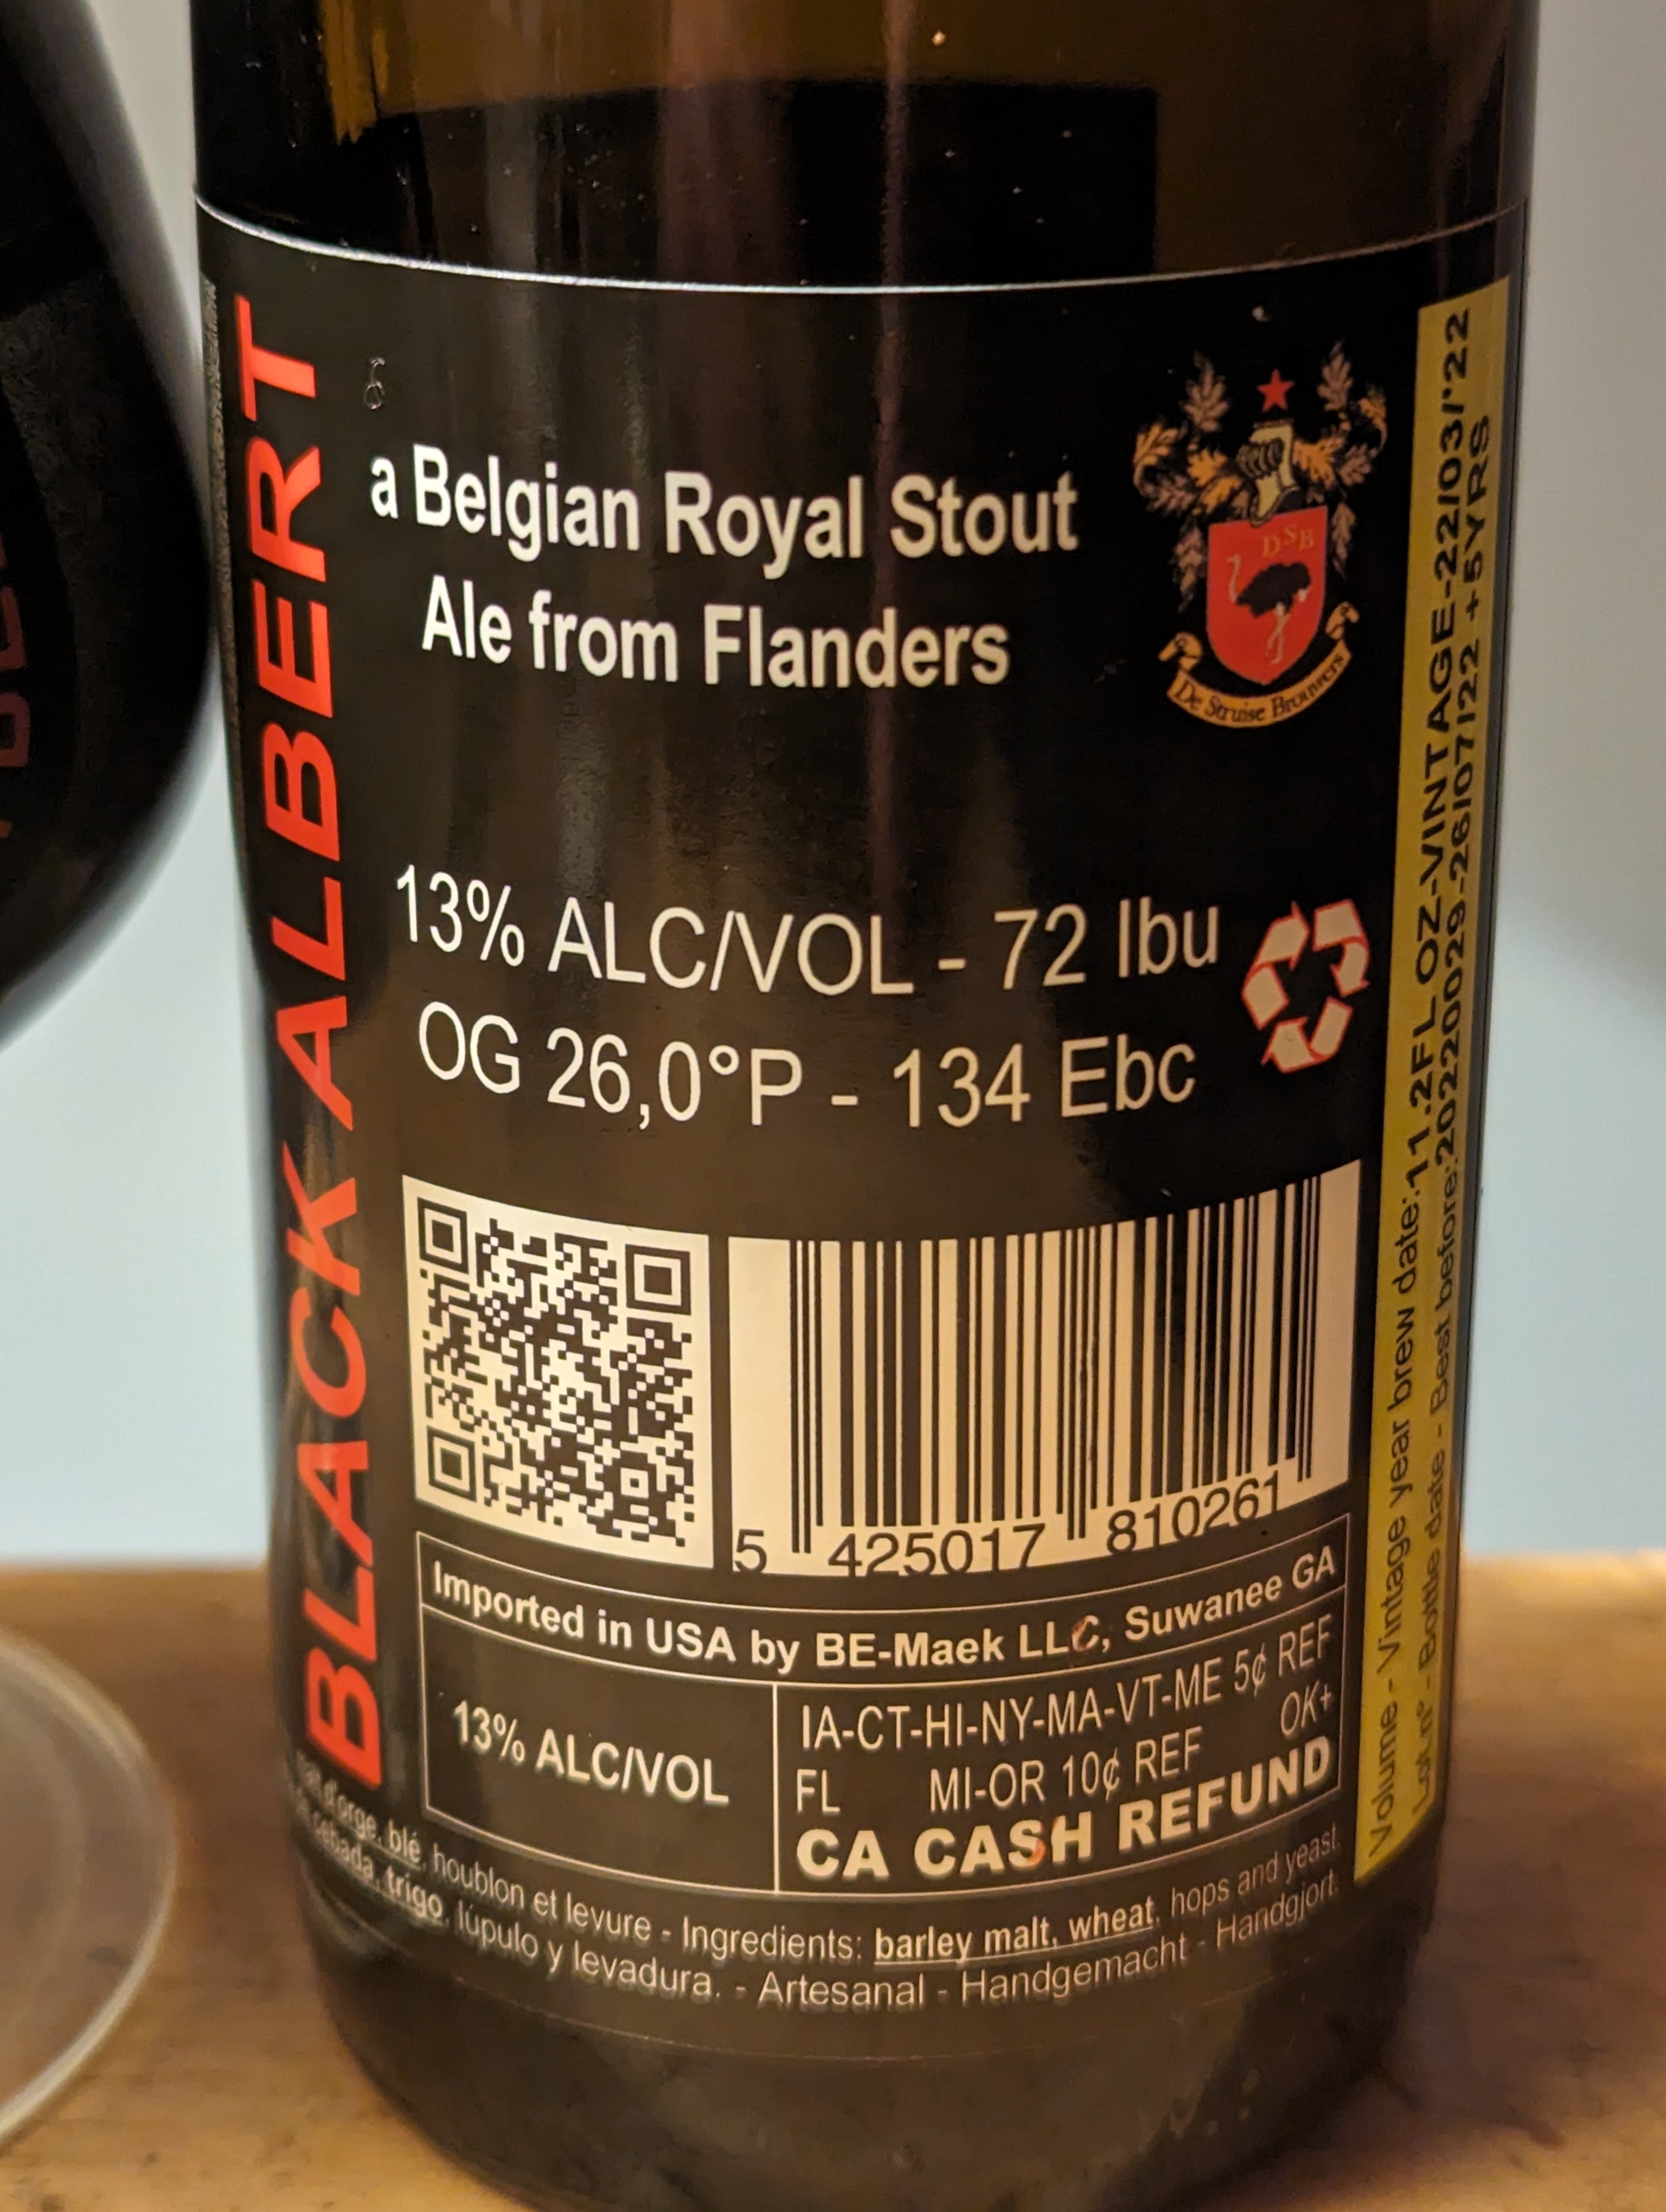 BLACK ALBERT
a Belgian Royal Stout
Ale from Flanders
DSB
De Struise Brouwers
13% ALC/VOL - 72 Ibu
OG 26,0°P - 134 Ebc
5 425017 810261
Imported in USA by BE-Maek LLC, Suwanee GA
13% ALC/VOL
IA-CT-HI-NY-MA-VT-ME 5¢ REF
FL MI-OR 10¢ REF OK+
CA CASH REFUND
d'orge, blé, houblon et levure - Ingredients: barley malt, wheat, hops and yeast.
cebada, trigo, lúpulo y levadura. - Artesanal - Handgemacht - Handgjort.
Volume - Vintage year brew date:11.2FL OZ-VINTAGE-22/03/'22
Lot n° - Bottle date - Best before:20220029-26/07/22 +5YRS